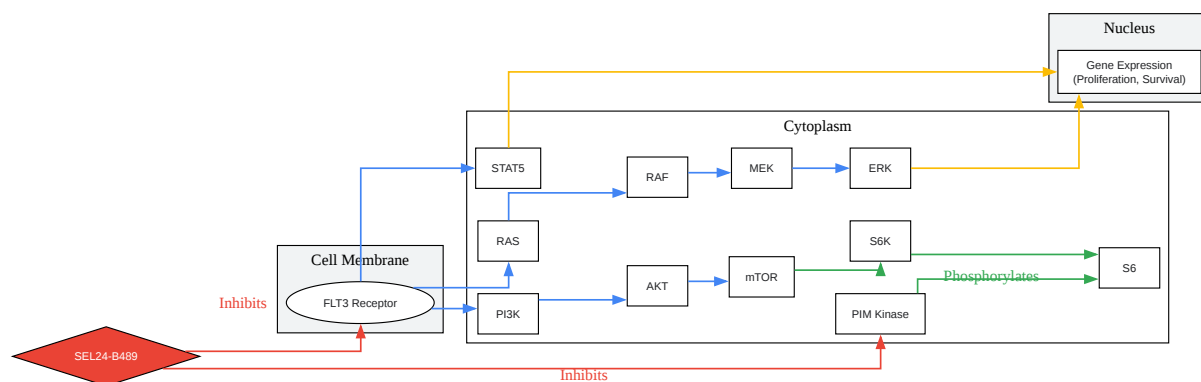 Nucleus
Gene Expression
(Proliferation, Survival)
Cytoplasm
STAT5
RAF
MEK
ERK
RAS
S6K
Cell Membrane
S6
Phosphorylates
AKT
mTOR
Inhibits
FLT3 Receptor
PI3K
PIM Kinase
SEL24-B489
Inhibits